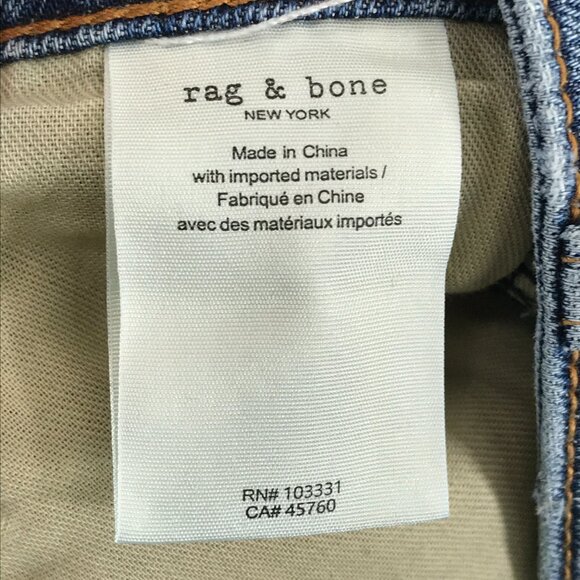 rag & bone
NEW YORK
Made in China
with imported materials /
Fabriqué en Chine
avec des matériaux importés
RN# 103331
CA# 45760